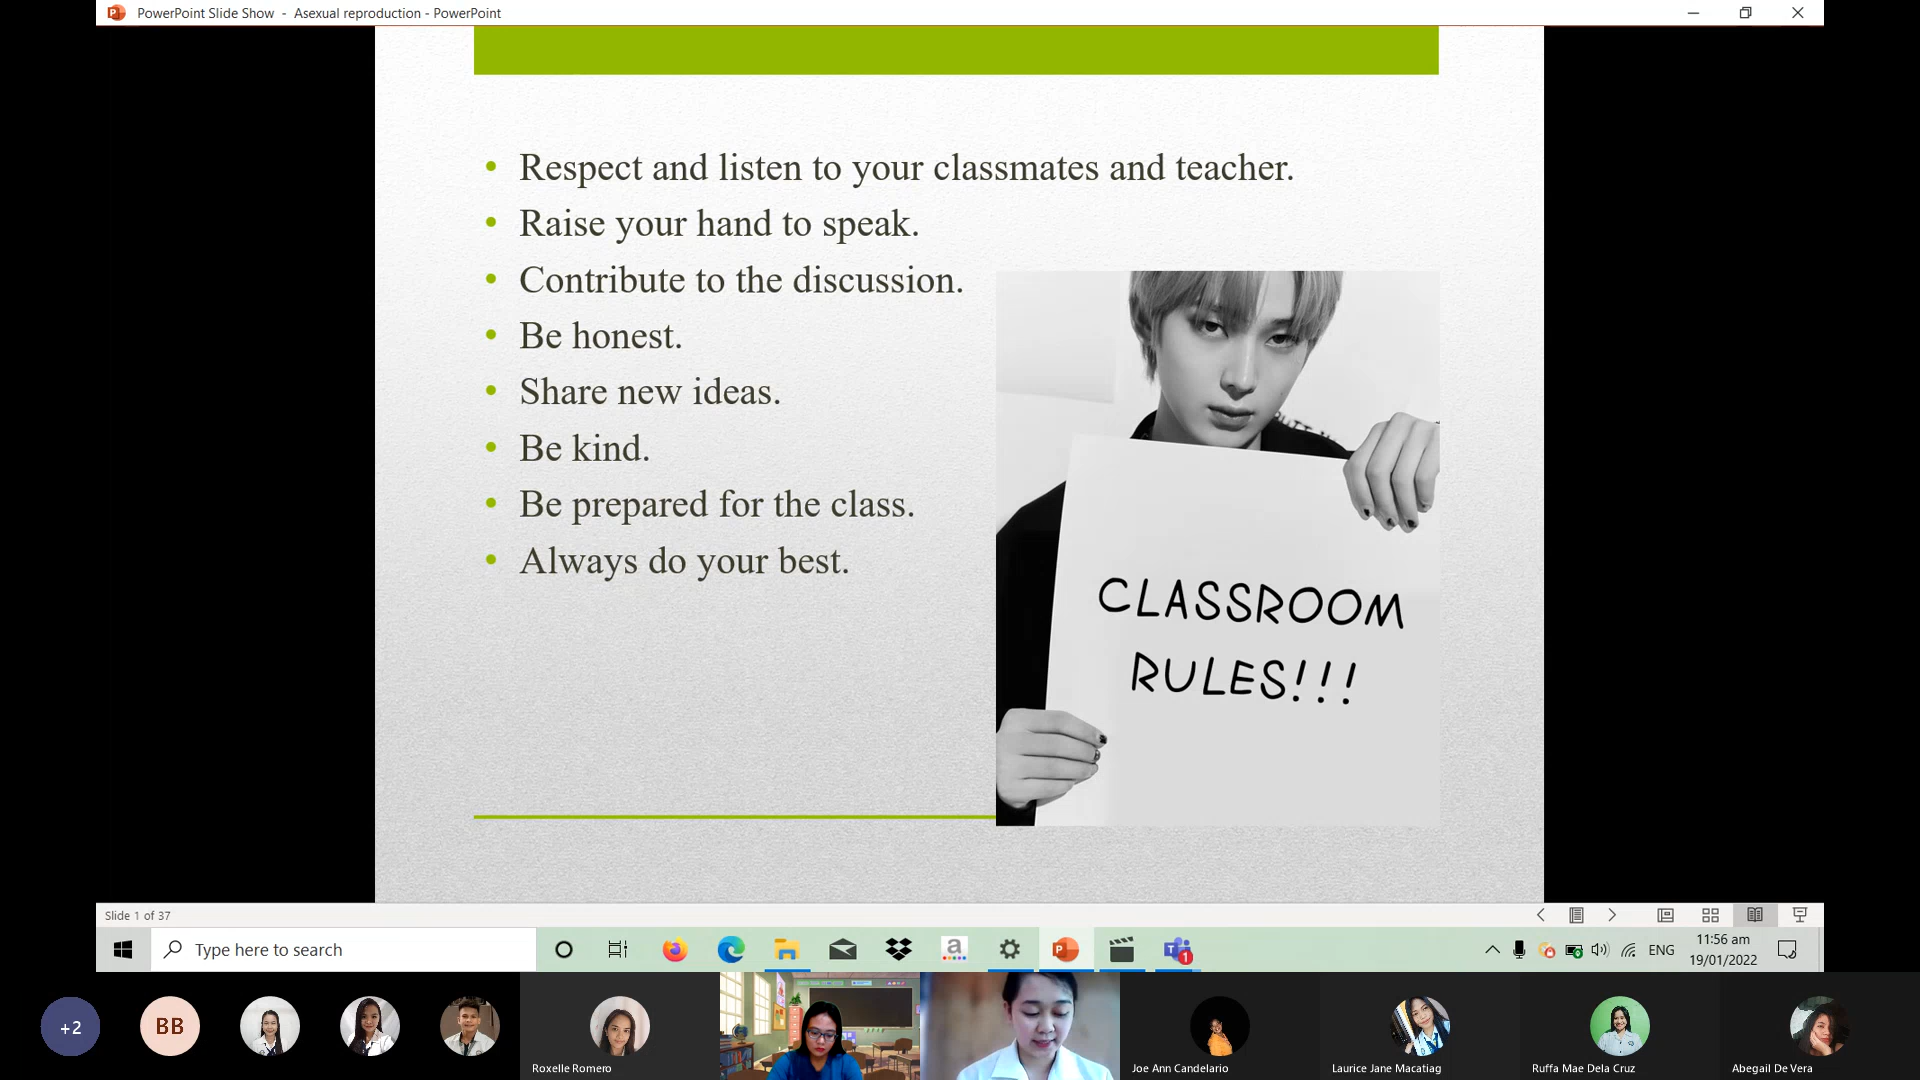 PowerPoint Slide Show - Asexual reproduction - PowerPoint
• Respect and listen to your classmates and teacher.
• Raise your hand to speak.
• Contribute to the discussion.
• Be honest.
• Share new ideas.
• Be kind.
• Be prepared for the class.
• Always do your best.
CLASSROOM
RULES!!!
Slide 1 of 37
Type here to search
a
1
ENG
11:56 am
19/01/2022
+2
BB
Roxelle Romero
Joe Ann Candelario
Laurice Jane Macatiag
Ruffa Mae Dela Cruz
Abegail De Vera